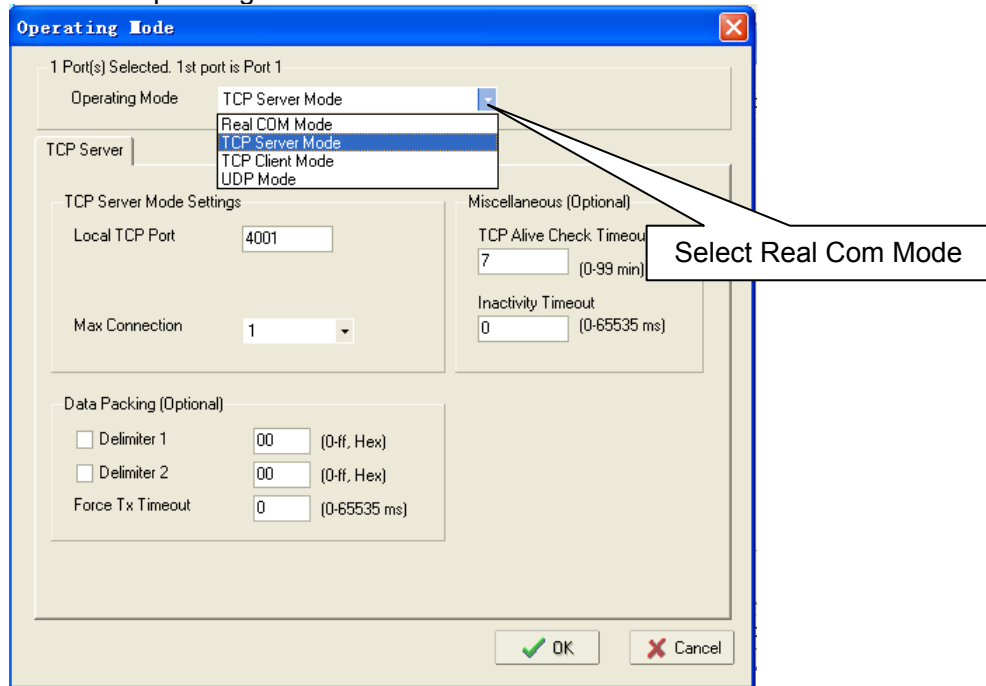 Operating Mode
1 Port(s) Selected. 1st port is Port 1
Operating Mode TCP Server Mode
Real COM Mode
TCP Server Mode
TCP Client Mode
UDP Mode
TCP Server
TCP Server Mode Settings
Local TCP Port 4001
Max Connection 1
Miscellaneous (Optional)
TCP Alive Check Timeou
7 (0-99 min)
Inactivity Timeout
0 (0-65535 ms)
Select Real Com Mode
Data Packing (Optional)
Delimiter 1 00 (0-ff, Hex)
Delimiter 2 00 (0-ff, Hex)
Force Tx Timeout 0 (0-65535 ms)
OK Cancel